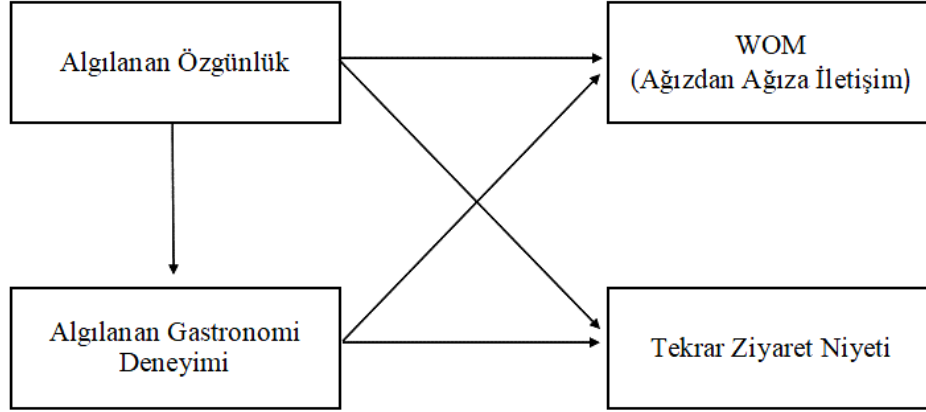 Algılanan Özgünlük
WOM
(Ağızdan Ağıza İletişim)
Algılanan Gastronomi
Deneyimi
Tekrar Ziyaret Niyeti